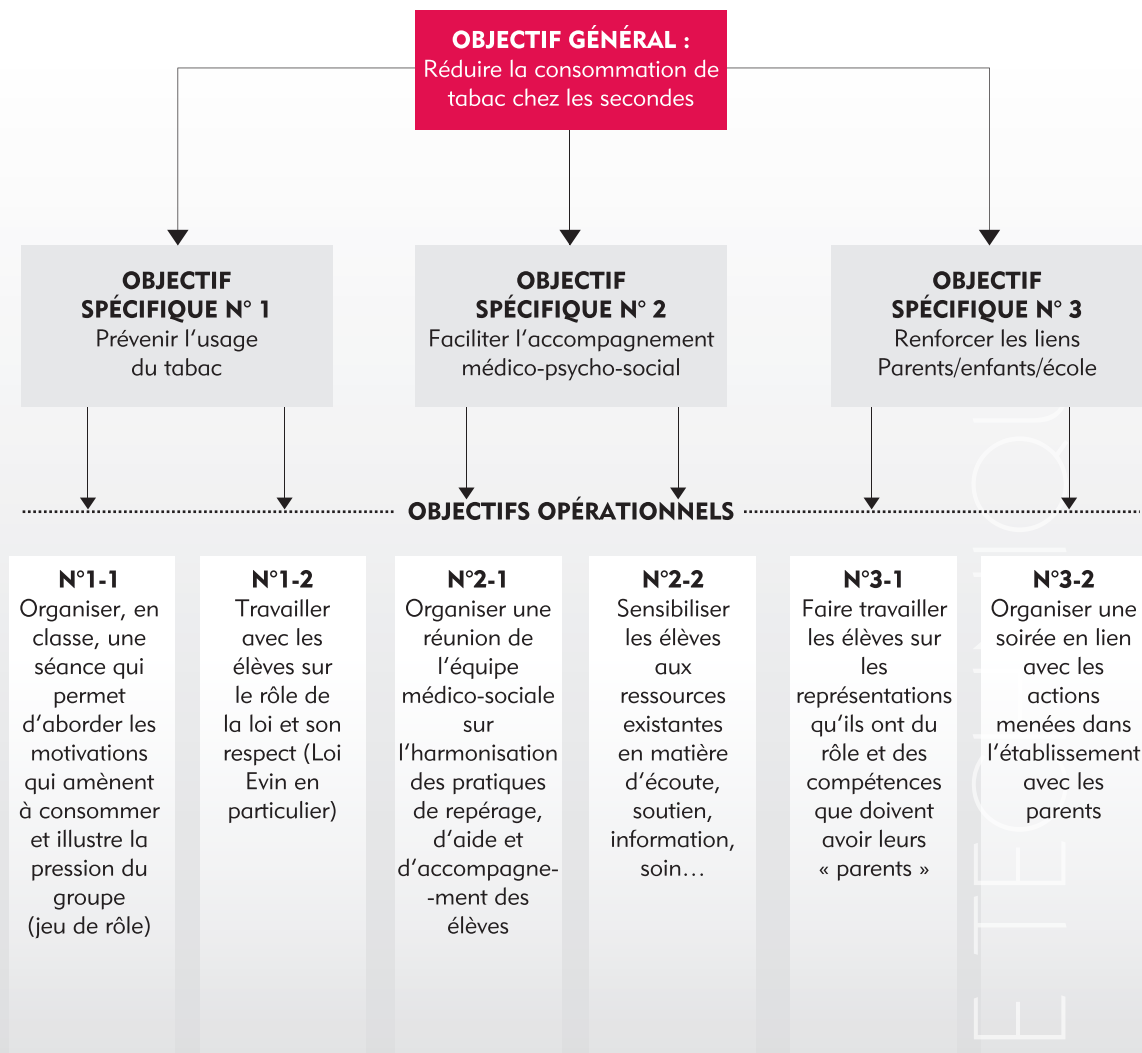 OBJECTIF GÉNÉRAL :
Réduire la consommation de
tabac chez les secondes
OBJECTIF
SPÉCIFIQUE N° 1
Prévenir l’usage
du tabac
OBJECTIF
SPÉCIFIQUE N° 2
Faciliter l’accompagnement
médico-psycho-social
OBJECTIF
SPÉCIFIQUE N° 3
Renforcer les liens
Parents/enfants/école
OBJECTIFS OPÉRATIONNELS
N°1-1
Organiser, en
classe, une
séance qui
permet
d’aborder les
motivations
qui amènent
à consommer
et illustre la
pression du
groupe
(jeu de rôle)
N°1-2
Travailler
avec les
élèves sur
le rôle de
la loi et son
respect (Loi
Evin en
particulier)
N°2-1
Organiser une
réunion de
l’équipe
médico-sociale
sur
l’harmonisation
des pratiques
de repérage,
d’aide et
d’accompagne-
-ment des
élèves
N°2-2
Sensibiliser
les élèves
aux
ressources
existantes
en matière
d’écoute,
soutien,
information,
soin…
N°3-1
Faire travailler
les élèves sur
les
représentations
qu’ils ont du
rôle et des
compétences
que doivent
avoir leurs
« parents »
N°3-2
Organiser une
soirée en lien
avec les
actions
menées dans
l’établissement
avec les
parents